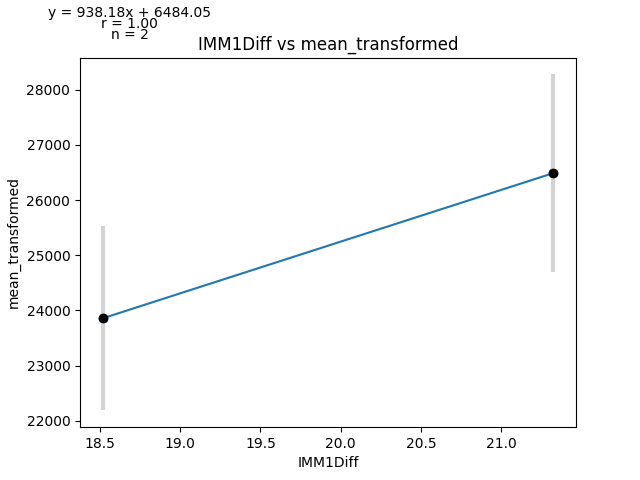 y = 938.18x + 6484.05
r = 1.00
n = 2
IMM1Diff vs mean_transformed
28000
27000
26000
25000
24000
23000
22000
mean_transformed
18.5 19.0 19.5 20.0 20.5 21.0
IMM1Diff